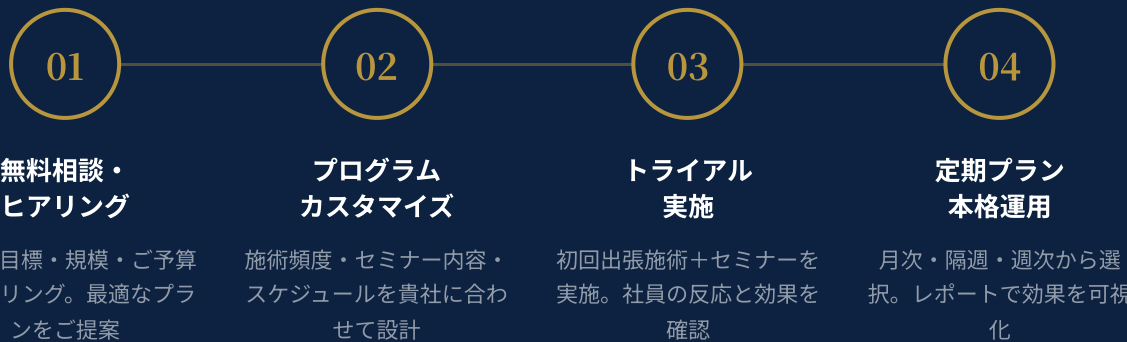 01
02
03
04
無料相談・
ヒアリング
プログラム
カスタマイズ
トライアル
実施
定期プラン
本格運用
目標・規模・ご予算
リング。最適なプラ
ンをご提案
施術頻度・セミナー内容・
スケジュールを貴社に合わ
せて設計
初回出張施術＋セミナーを
実施。社員の反応と効果を
確認
月次・隔週・週次から選
択。レポートで効果を可視
化